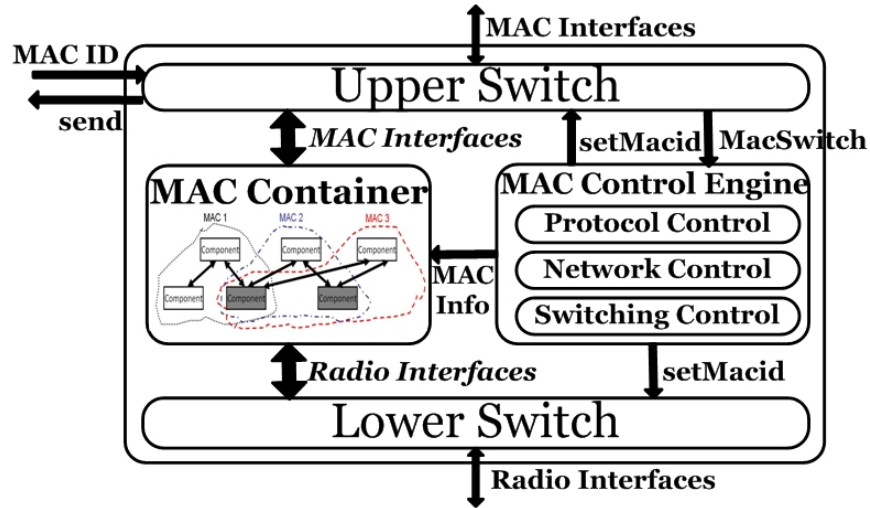 MAC Interfaces
MAC ID
Upper Switch
send
MAC Interfaces
setMacid
MacSwitch
MAC Container
MAC Control Engine
MAC 1
MAC 2
MAC 3
Component
Component
Component
Component
Component
Component
Protocol Control
Network Control
Switching Control
MAC
Info
Radio Interfaces
setMacid
Lower Switch
Radio Interfaces